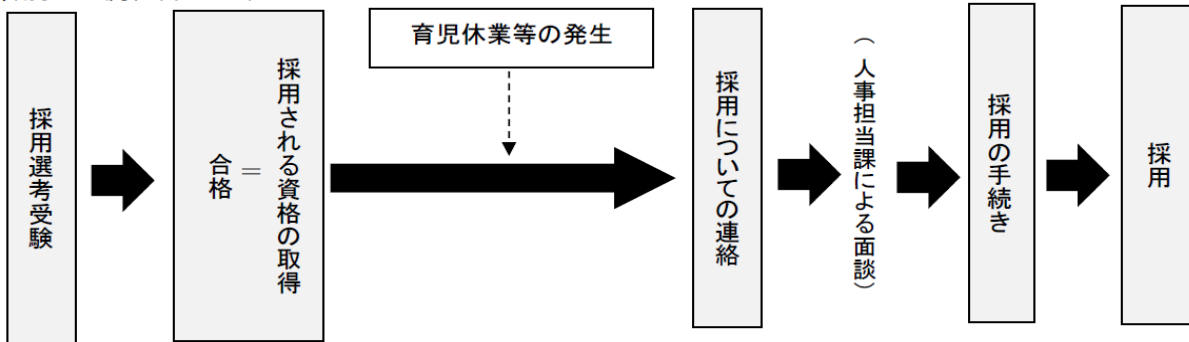 採用選考受験
合格
＝
採用される資格の取得
育児休業等の発生
採用についての連絡
（人事担当課による面談）
採用の手続き
採用